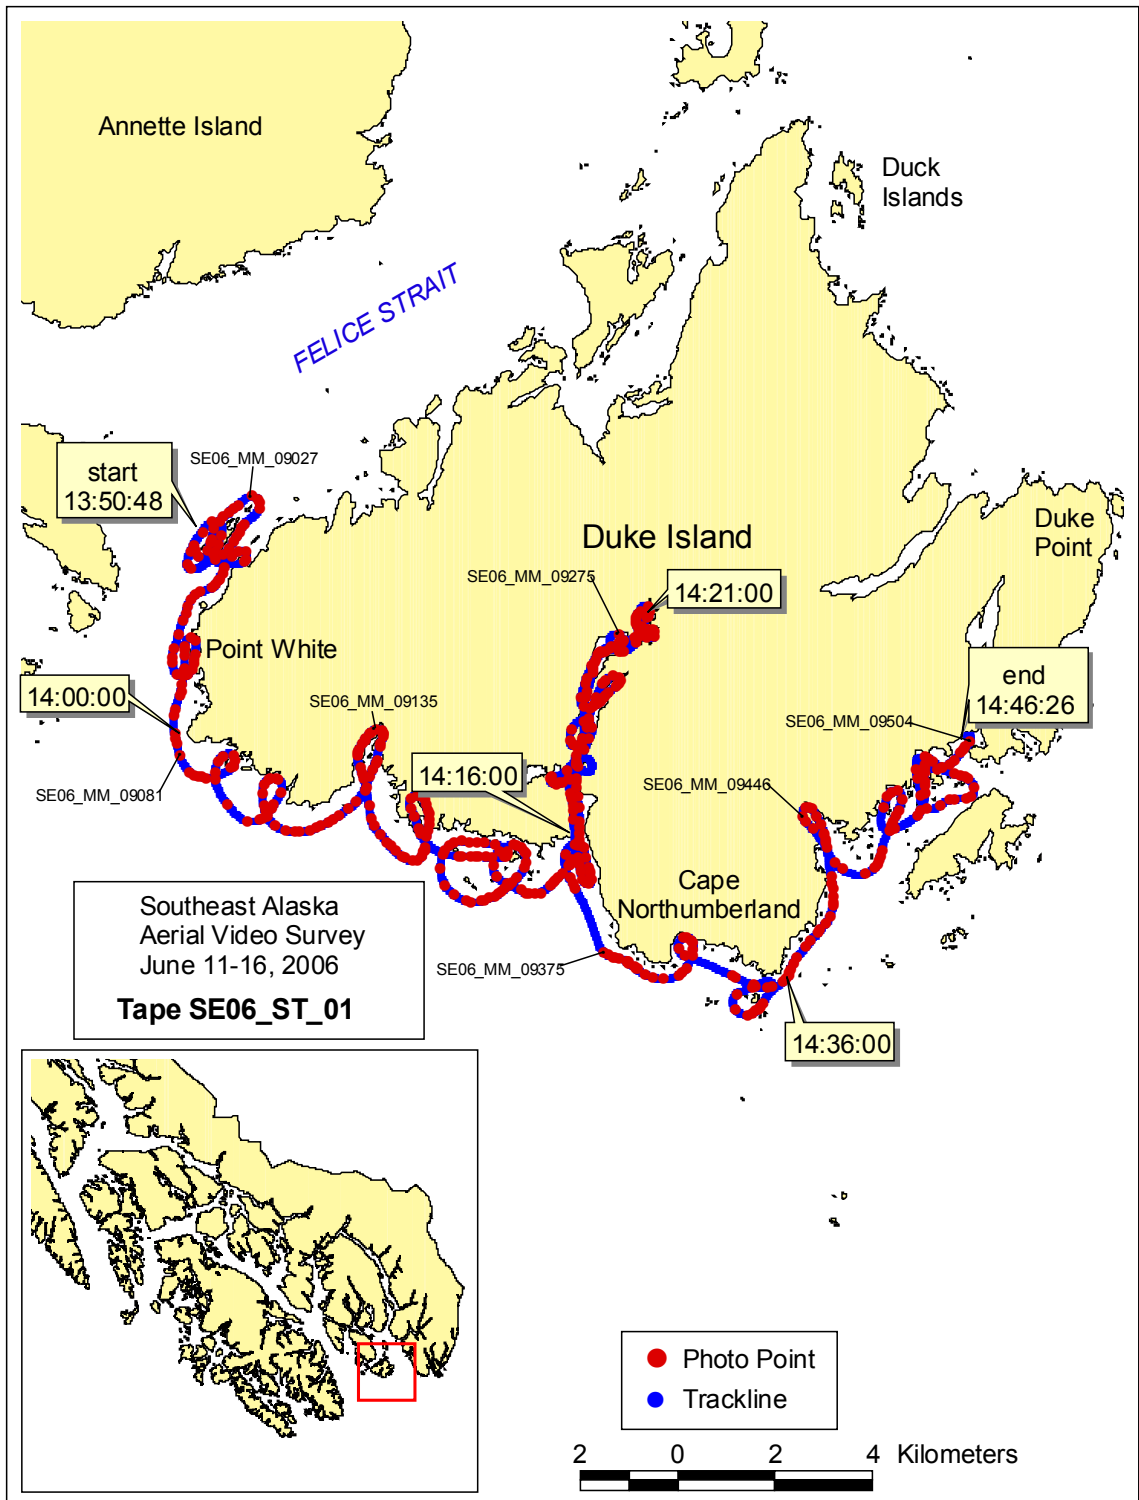 Annette Island
Duck
Islands
FELICE STRAIT
start
13:50:48
SE06_MM_09027
Duke
Point
Duke Island
SE06_MM_09275
14:21:00
Point White
14:00:00
end
14:46:26
SE06_MM_09135
SE06_MM_09504
14:16:00
SE06_MM_09081
SE06_MM_09446
Cape
Northumberland
Southeast Alaska
Aerial Video Survey
June 11-16, 2006
Tape SE06_ST_01
SE06_MM_09375
14:36:00
Photo Point
Trackline
2 0 2 4 Kilometers